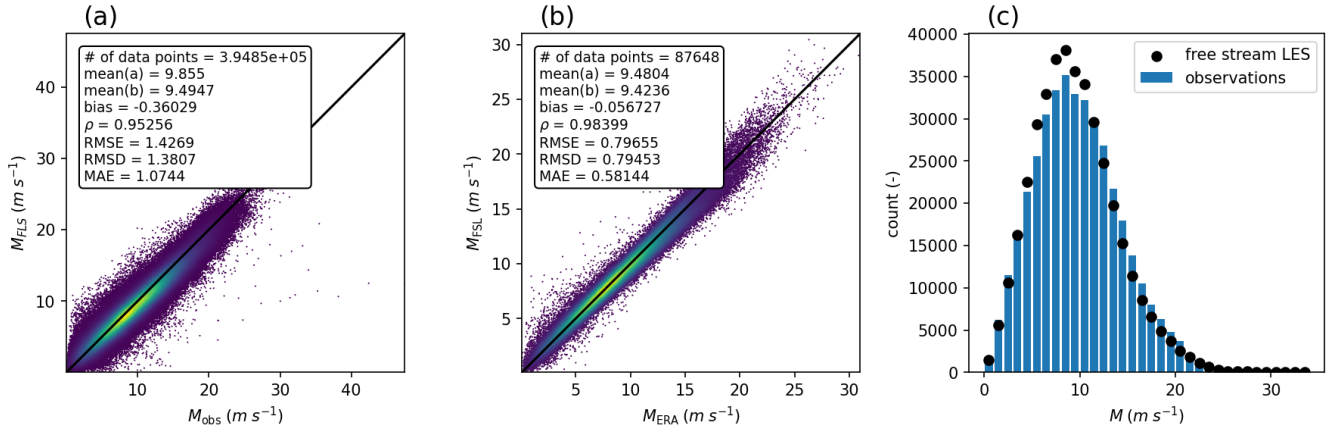 (a)
# of data points = 3.9485e+05
mean(a) = 9.855
mean(b) = 9.4947
bias = -0.36029
ρ = 0.95256
RMSE = 1.4269
RMSD = 1.3807
MAE = 1.0744
M_FLS (m s⁻¹)
40
30
20
10
10
20
30
40
M_obs (m s⁻¹)
(b)
# of data points = 87648
mean(a) = 9.4804
mean(b) = 9.4236
bias = -0.056727
ρ = 0.98399
RMSE = 0.79655
RMSD = 0.79453
MAE = 0.58144
M_FSL (m s⁻¹)
30
25
20
15
10
5
5
10
15
20
25
30
M_ERA (m s⁻¹)
(c)
free stream LES
observations
count (-)
40000
35000
30000
25000
20000
15000
10000
5000
0
0
10
20
30
M (m s⁻¹)